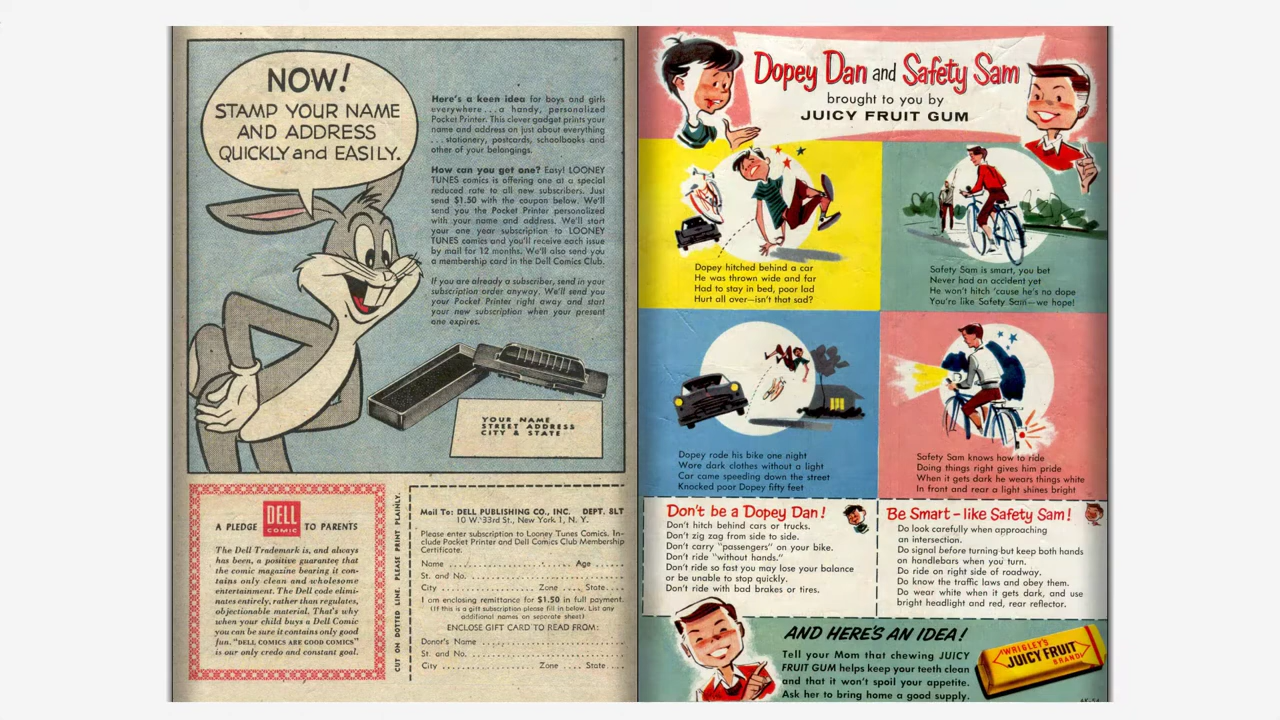 NOW!
STAMP YOUR NAME
AND ADDRESS
QUICKLY and EASILY.
Here's a keen idea for boys and girls
everywhere . . . a handy, personalized
Pocket Printer. This clever gadget prints your
name and address on just about everything
. . . stationery, postcards, schoolbooks and
other of your belongings.
How can you get one? Easy! LOONEY
TUNES comics is offering one at a special
reduced rate to all new subscribers. Just
send $1.50 with the coupon below. We'll
send you the Pocket Printer personalized
with your name and address. We'll start
your one year subscription to LOONEY
TUNES comics and you'll receive each issue
by mail for 12 months. We'll also send you
a membership card in the Dell Comics Club.
If you are already a subscriber, send in your
subscription order anyway. We'll send you
your Pocket Printer right away and start
your new subscription when your present
one expires.
YOUR NAME
STREET ADDRESS
CITY & STATE
A PLEDGE DELL COMIC TO PARENTS
The Dell Trademark is, and always
has been, a positive guarantee that
the comic magazine bearing it con-
tains only clean and wholesome
entertainment. The Dell code elimi-
nates entirely, rather than regulates,
objectionable material. That's why
when your child buys a Dell Comic
you can be sure it contains only good
fun. "DELL COMICS ARE GOOD COMICS"
is our only credo and constant goal.
CUT ON DOTTED LINE. PLEASE PRINT PLAINLY.
Mail To: DELL PUBLISHING CO., INC. DEPT. 8LT
10 W. 33rd St., New York 1, N. Y.
Please enter subscription to Looney Tunes Comics. In-
clude Pocket Printer and Dell Comics Club Membership
Certificate.
Name . . . . . . . . . . . . . . . . . . . . Age . . . .
St. and No. . . . . . . . . . . . . . . . . . . . . . . .
City . . . . . . . . . . . . . . Zone . . . . State. . . .
I am enclosing remittance for $1.50 in full payment.
(If this is a gift subscription please fill in below. List any
additional names on separate sheet)
ENCLOSE GIFT CARD TO READ FROM:
Donor's Name . . . . . . . . . . . . . . . . . . . .
St. and No. . . . . . . . . . . . . . . . . . . . . .
City . . . . . . . . . . . . . . Zone . . . . State . . . .
Dopey Dan and Safety Sam
brought to you by
JUICY FRUIT GUM
Dopey hitched behind a car
He was thrown wide and far
Had to stay in bed, poor lad
Hurt all over—isn't that sad?
Safety Sam is smart, you bet
Never had an accident yet
He won't hitch 'cause he's no dope
You're like Safety Sam—we hope!
Dopey rode his bike one night
Wore dark clothes without a light
Car came speeding down the street
Knocked poor Dopey fifty feet
Safety Sam knows how to ride
Doing things right gives him pride
When it gets dark he wears things white
In front and rear a light shines bright
Don't be a Dopey Dan!
Don't hitch behind cars or trucks.
Don't zig zag from side to side.
Don't carry "passengers" on your bike.
Don't ride "without hands."
Don't ride so fast you may lose your balance
or be unable to stop quickly.
Don't ride with bad brakes or tires.
Be Smart – like Safety Sam!
Do look carefully when approaching
an intersection.
Do signal before turning but keep both hands
on handlebars when you turn.
Do ride on right side of roadway.
Do know the traffic laws and obey them.
Do wear white when it gets dark, and use
bright headlight and red, rear reflector.
AND HERE'S AN IDEA!
Tell your Mom that chewing JUICY
FRUIT GUM helps keep your teeth clean
and that it won't spoil your appetite.
Ask her to bring home a good supply.
WRIGLEY'S
JUICY FRUIT
BRAND